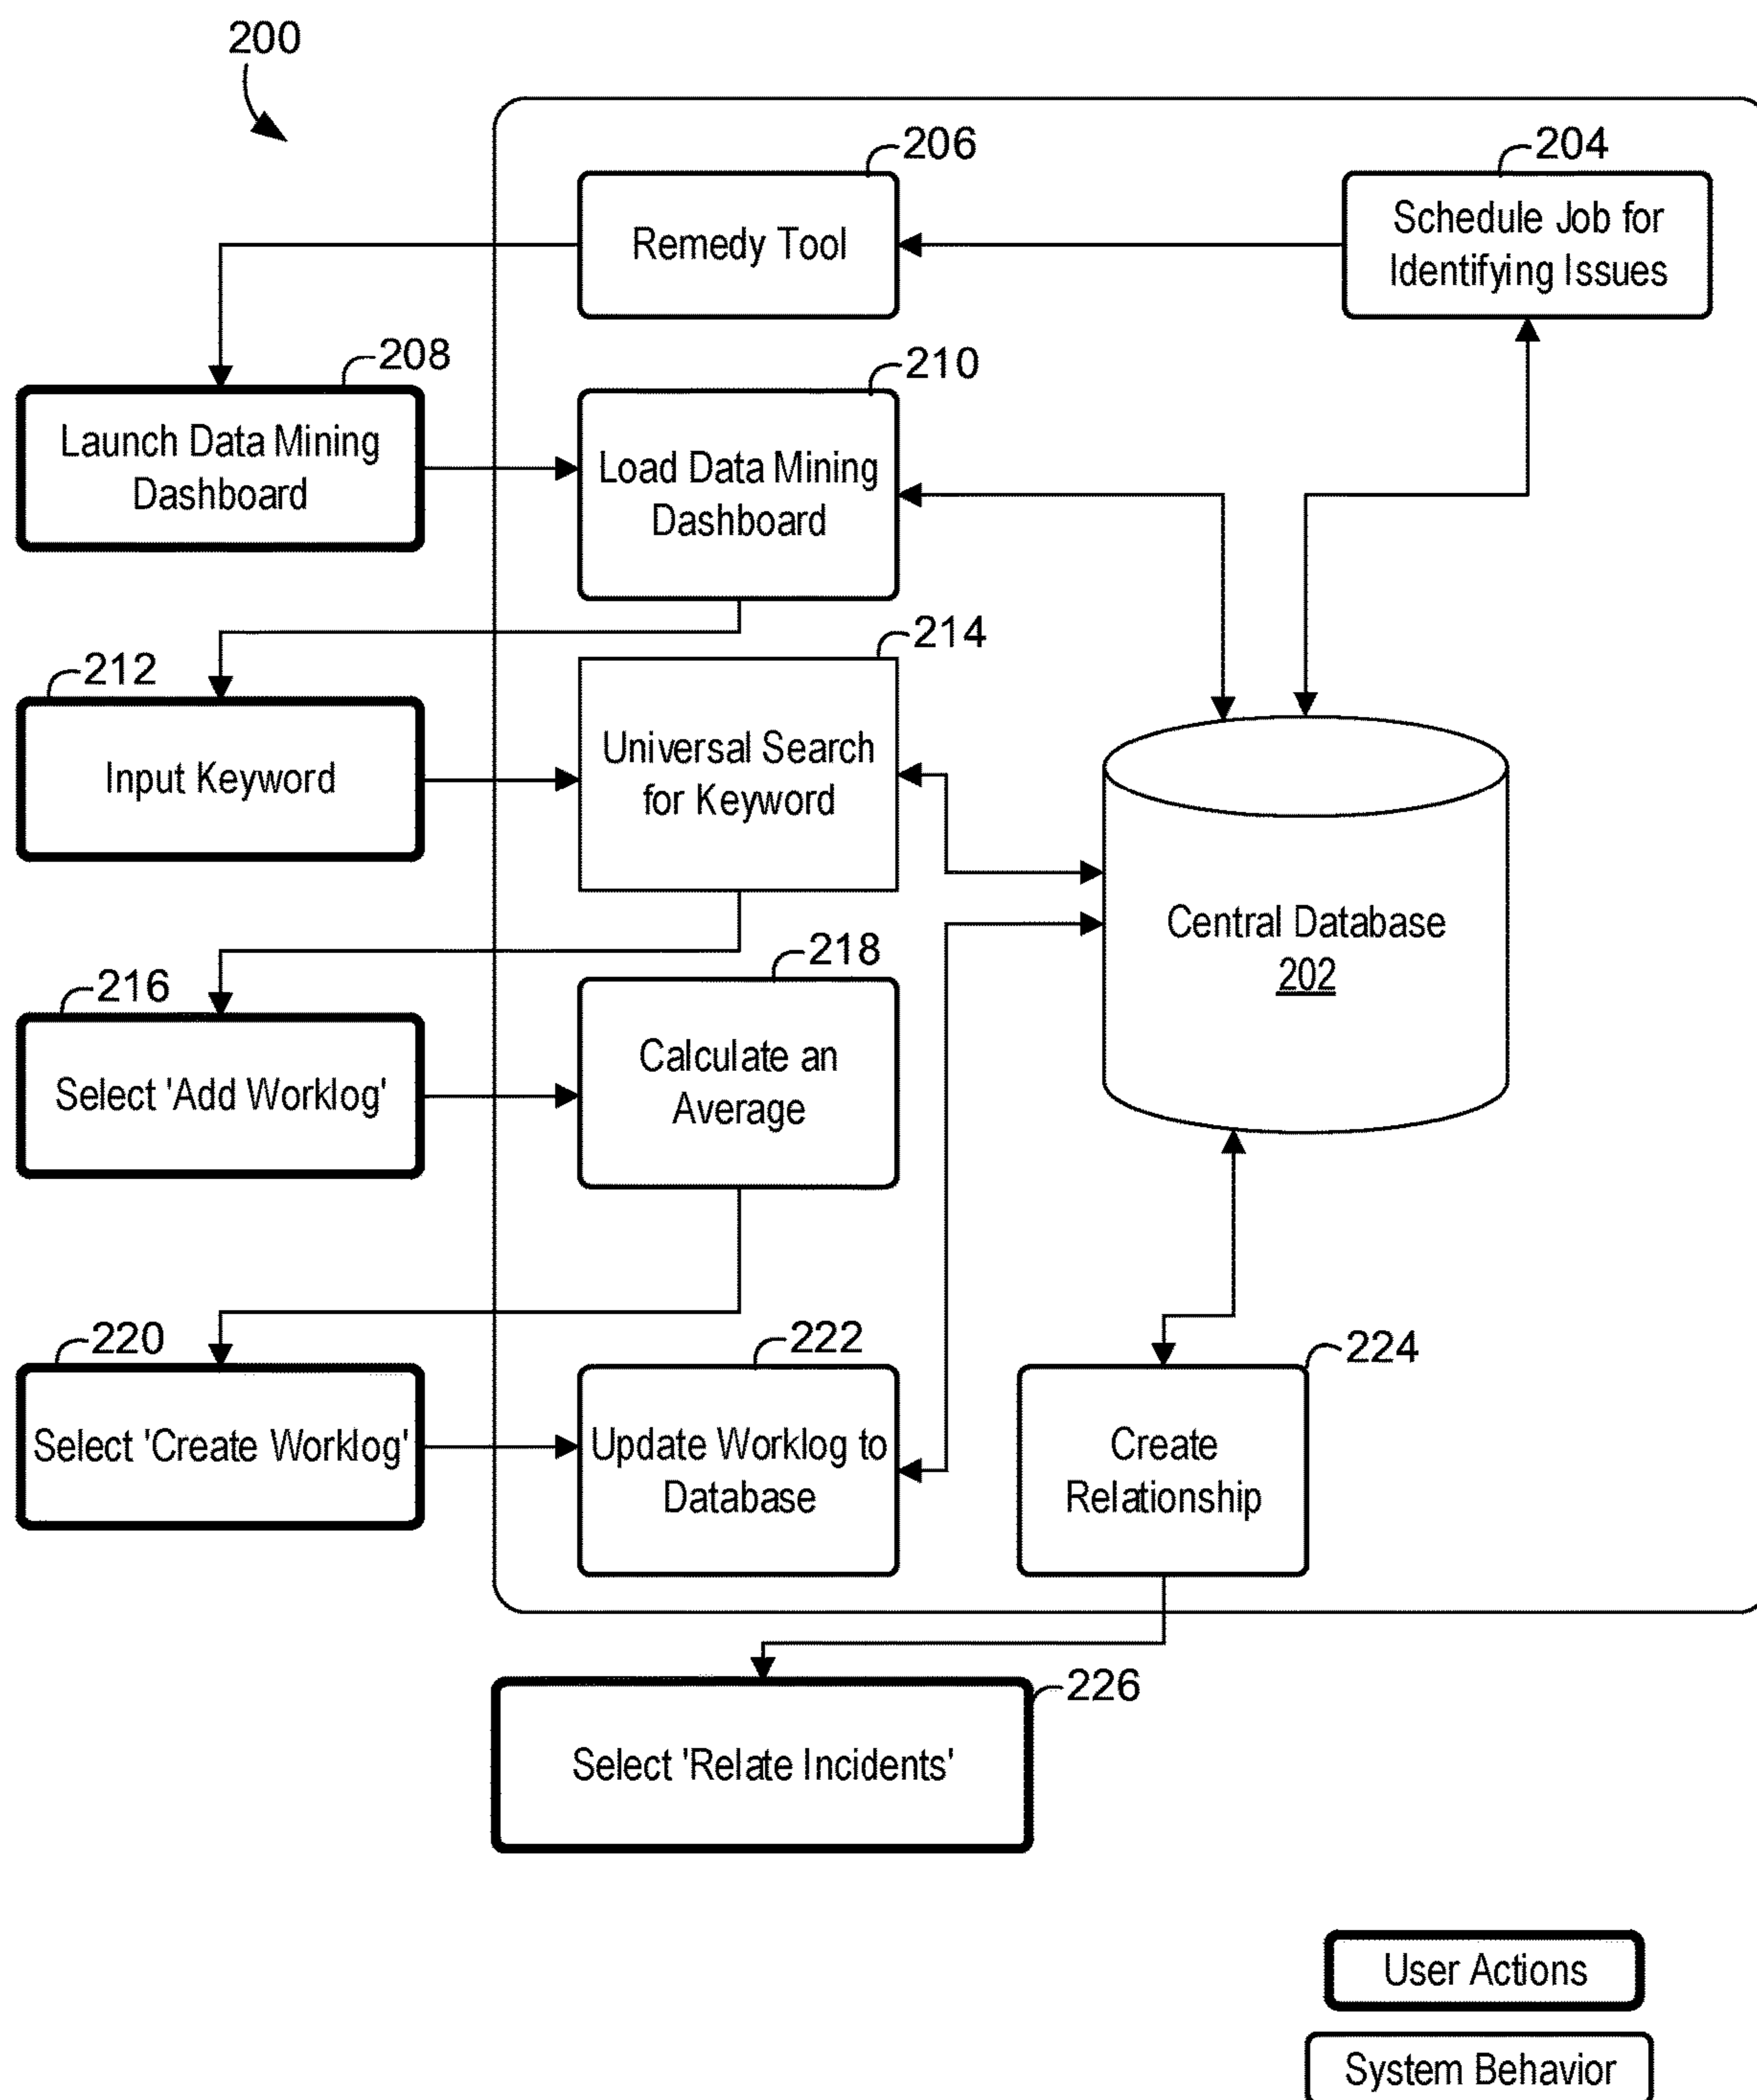 200
206
204
Remedy Tool
Schedule Job for
Identifying Issues
208
210
Launch Data Mining
Dashboard
Load Data Mining
Dashboard
212
214
Input Keyword
Universal Search
for Keyword
Central Database
202
216
218
Select 'Add Worklog'
Calculate an
Average
220
222
224
Select 'Create Worklog'
Update Worklog to
Database
Create
Relationship
226
Select 'Relate Incidents'
User Actions
System Behavior